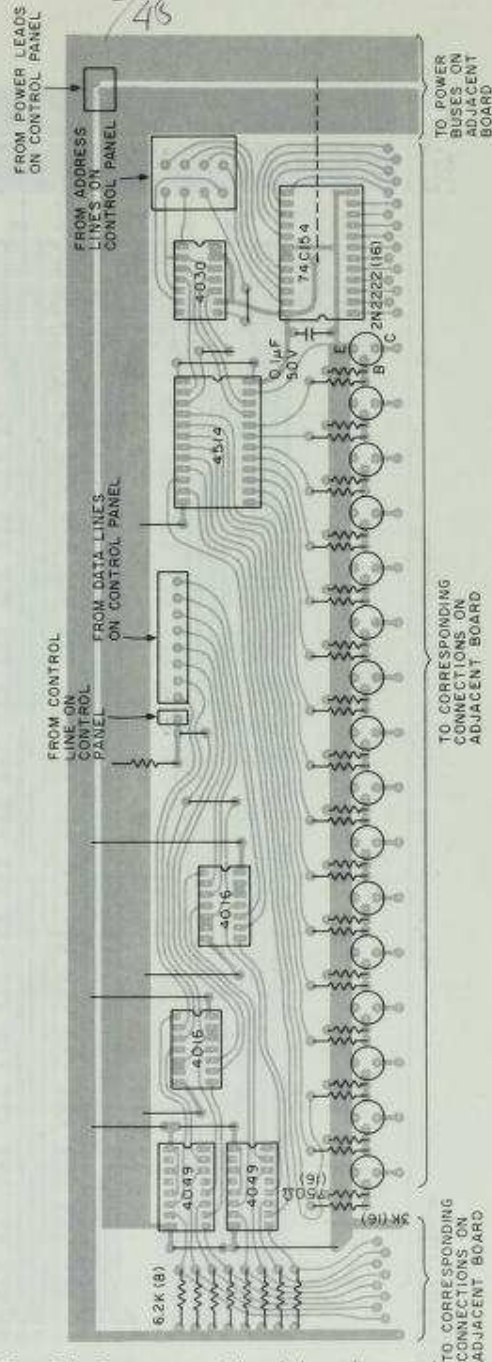 FROM POWER LEADS
ON CONTROL PANEL
FROM ADDRESS
LINES ON
CONTROL PANEL
TO POWER
BUSES ON
ADJACENT
BOARD
4030
74C154
0.1µF
50V
2N2222 (16)
E
B
C
4514
FROM DATA LINES
ON CONTROL PANEL
FROM CONTROL
LINE ON
CONTROL
PANEL
TO CORRESPONDING
CONNECTIONS ON
ADJACENT BOARD
4016
4016
4049
4049
750Ω
(16)
3K (16)
6.2K (8)
TO CORRESPONDING
CONNECTIONS ON
ADJACENT BOARD